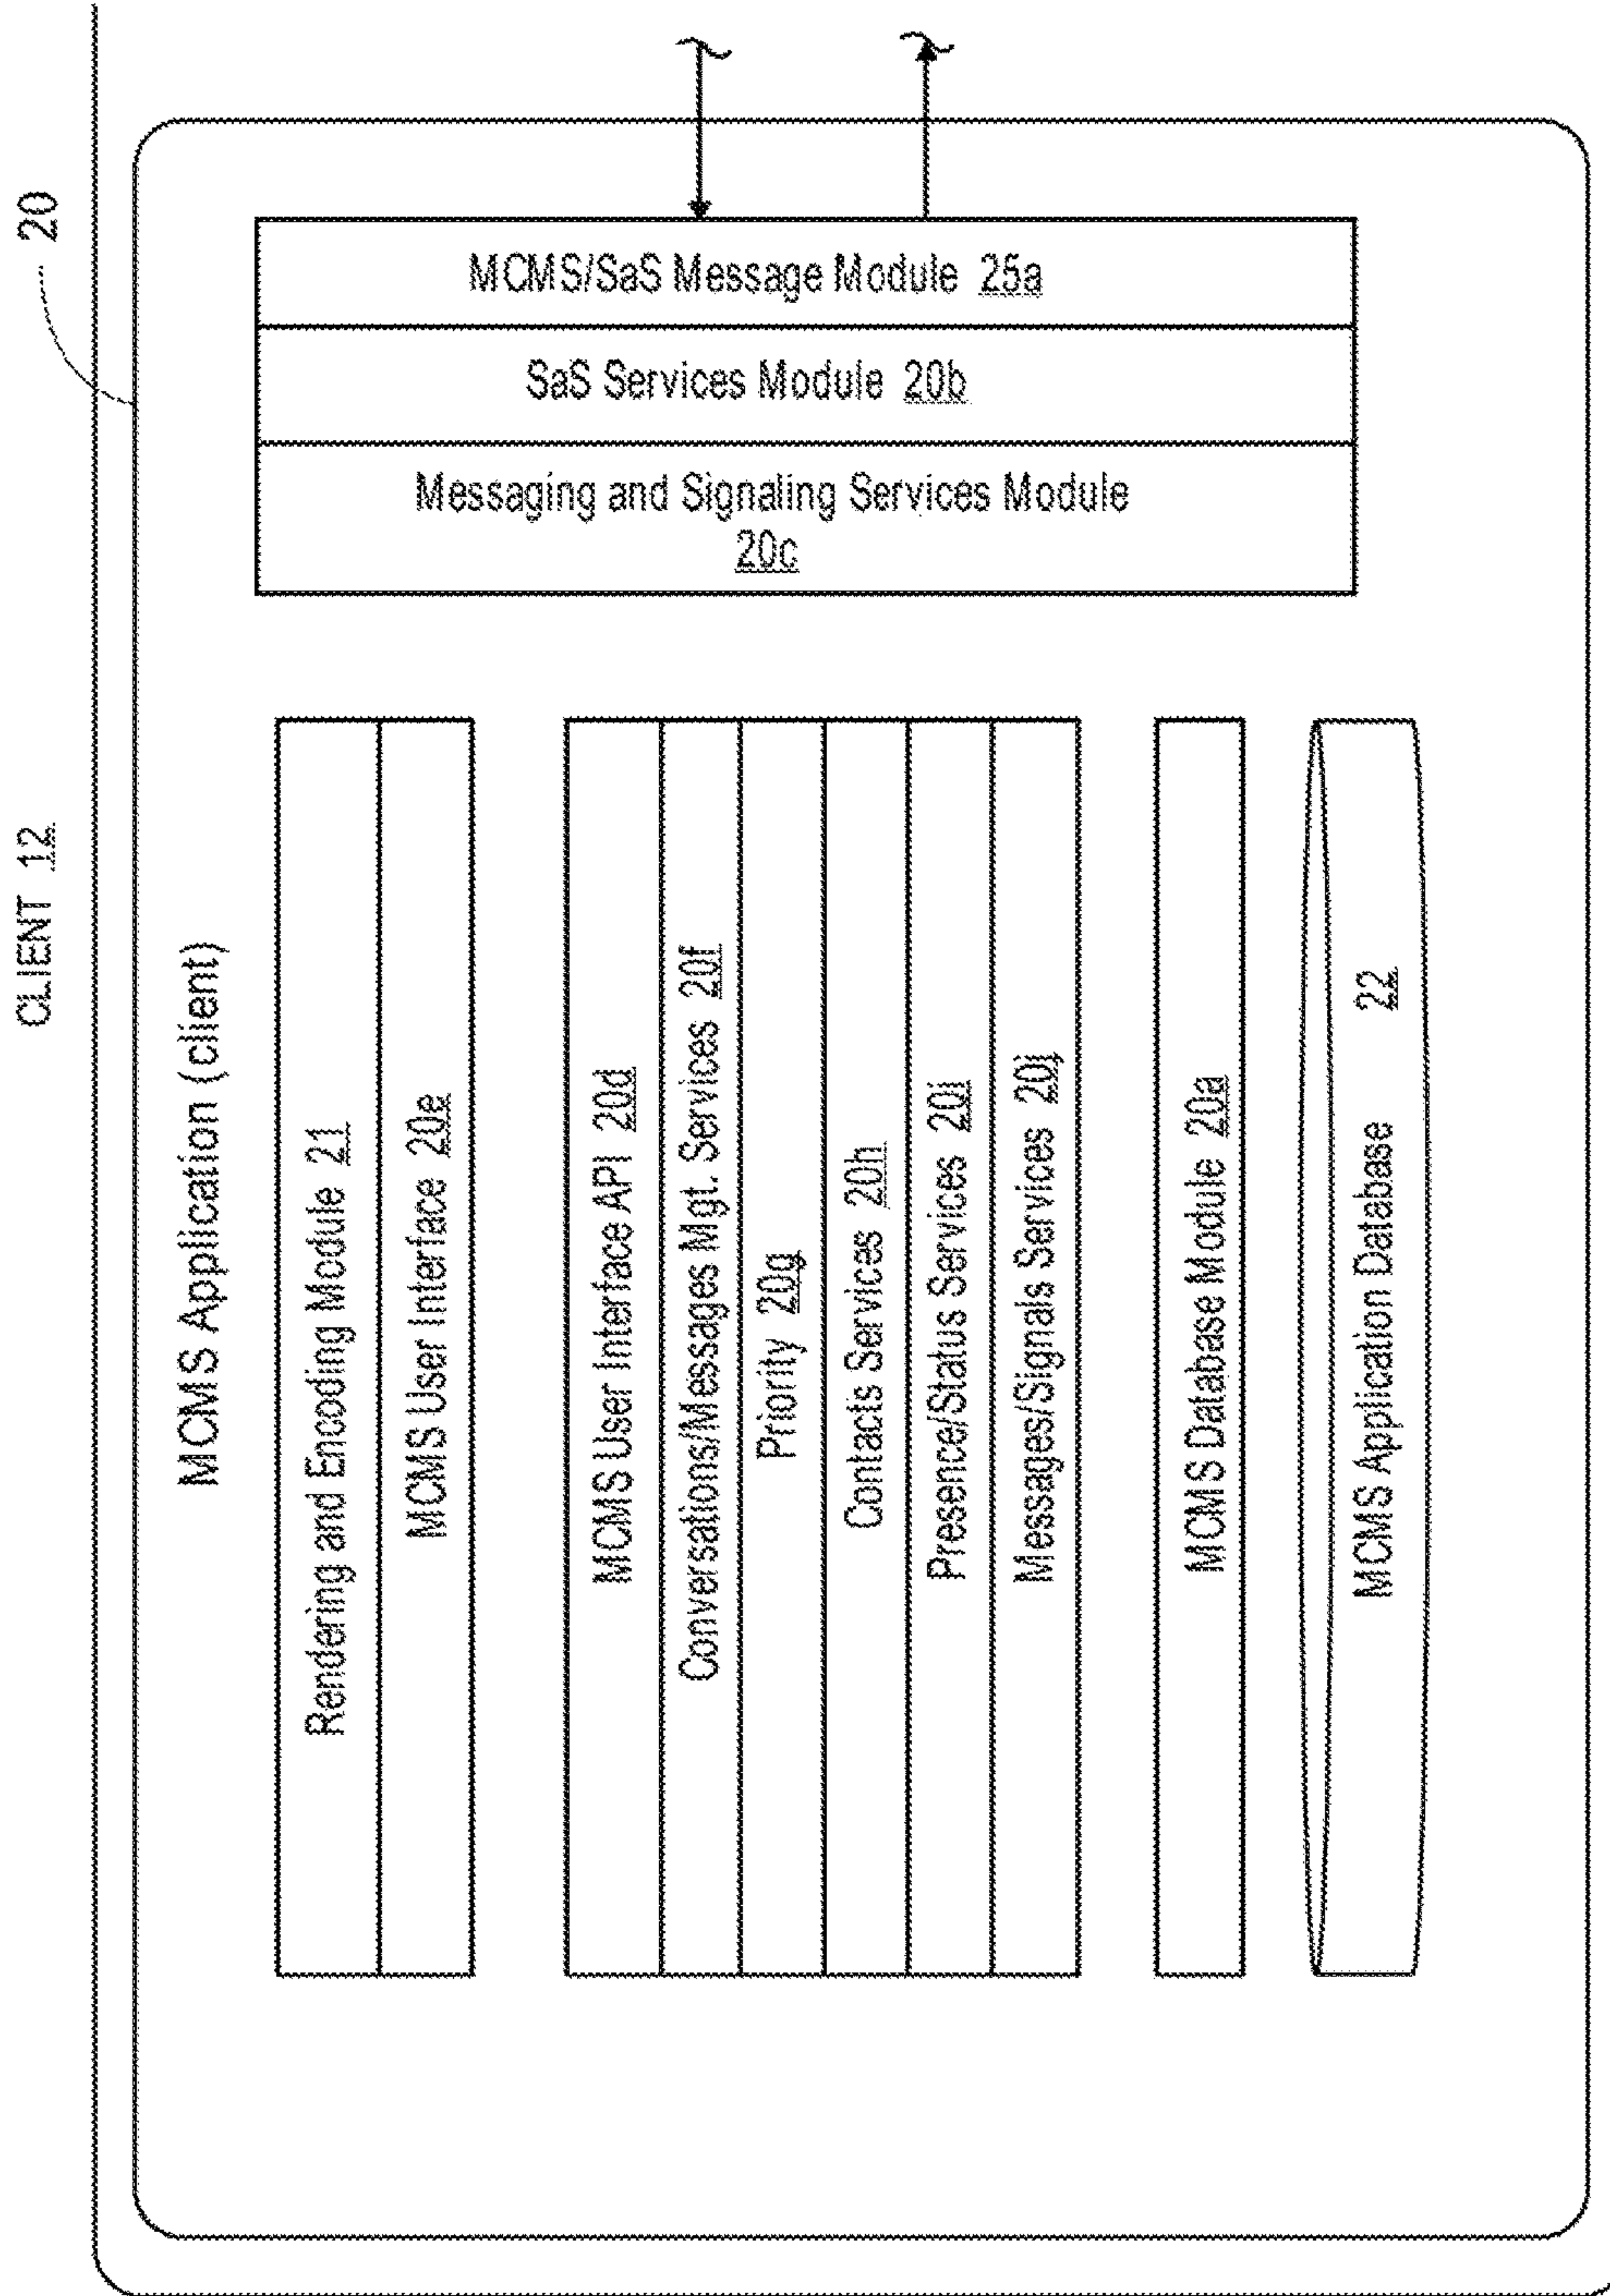 CLIENT 12
20
MCMS Application (client)
Rendering and Encoding Module 21
MCMS User Interface 20e
MCMS User Interface API 20d
Conversations/Messages Mgt. Services 20f
Priority 20g
Contacts Services 20h
Presence/Status Services 20i
Messages/Signals Services 20j
MCMS Database Module 20a
MCMS Application Database 22
MCMS/SaS Message Module 25a
SaS Services Module 20b
Messaging and Signaling Services Module
20c